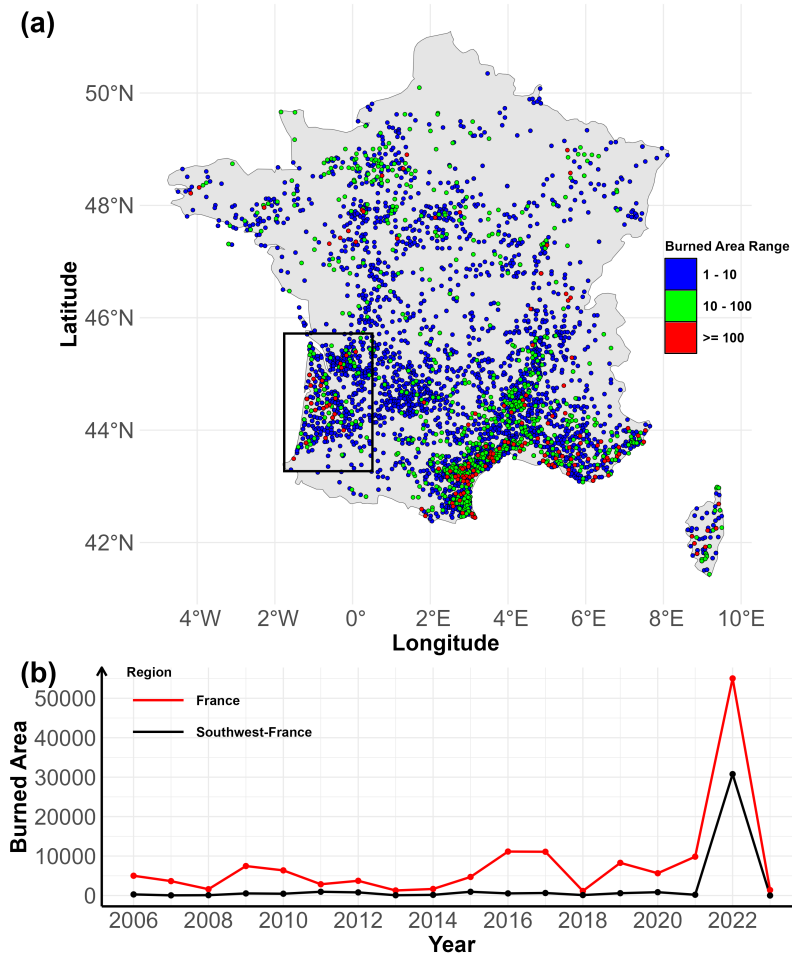 (a)
50°N
48°N
46°N
44°N
42°N
Latitude
Burned Area Range
1 - 10
10 - 100
>= 100
4°W 2°W 0° 2°E 4°E 6°E 8°E 10°E
Longitude
(b)
Region
France
Southwest-France
50000
40000
30000
20000
10000
0
Burned Area
2006 2008 2010 2012 2014 2016 2018 2020 2022
Year